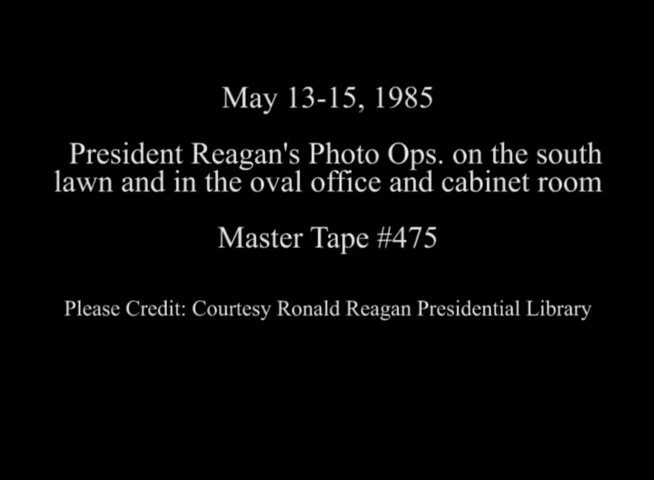 May 13-15, 1985
President Reagan's Photo Ops. on the south
lawn and in the oval office and cabinet room
Master Tape #475
Please Credit: Courtesy Ronald Reagan Presidential Library